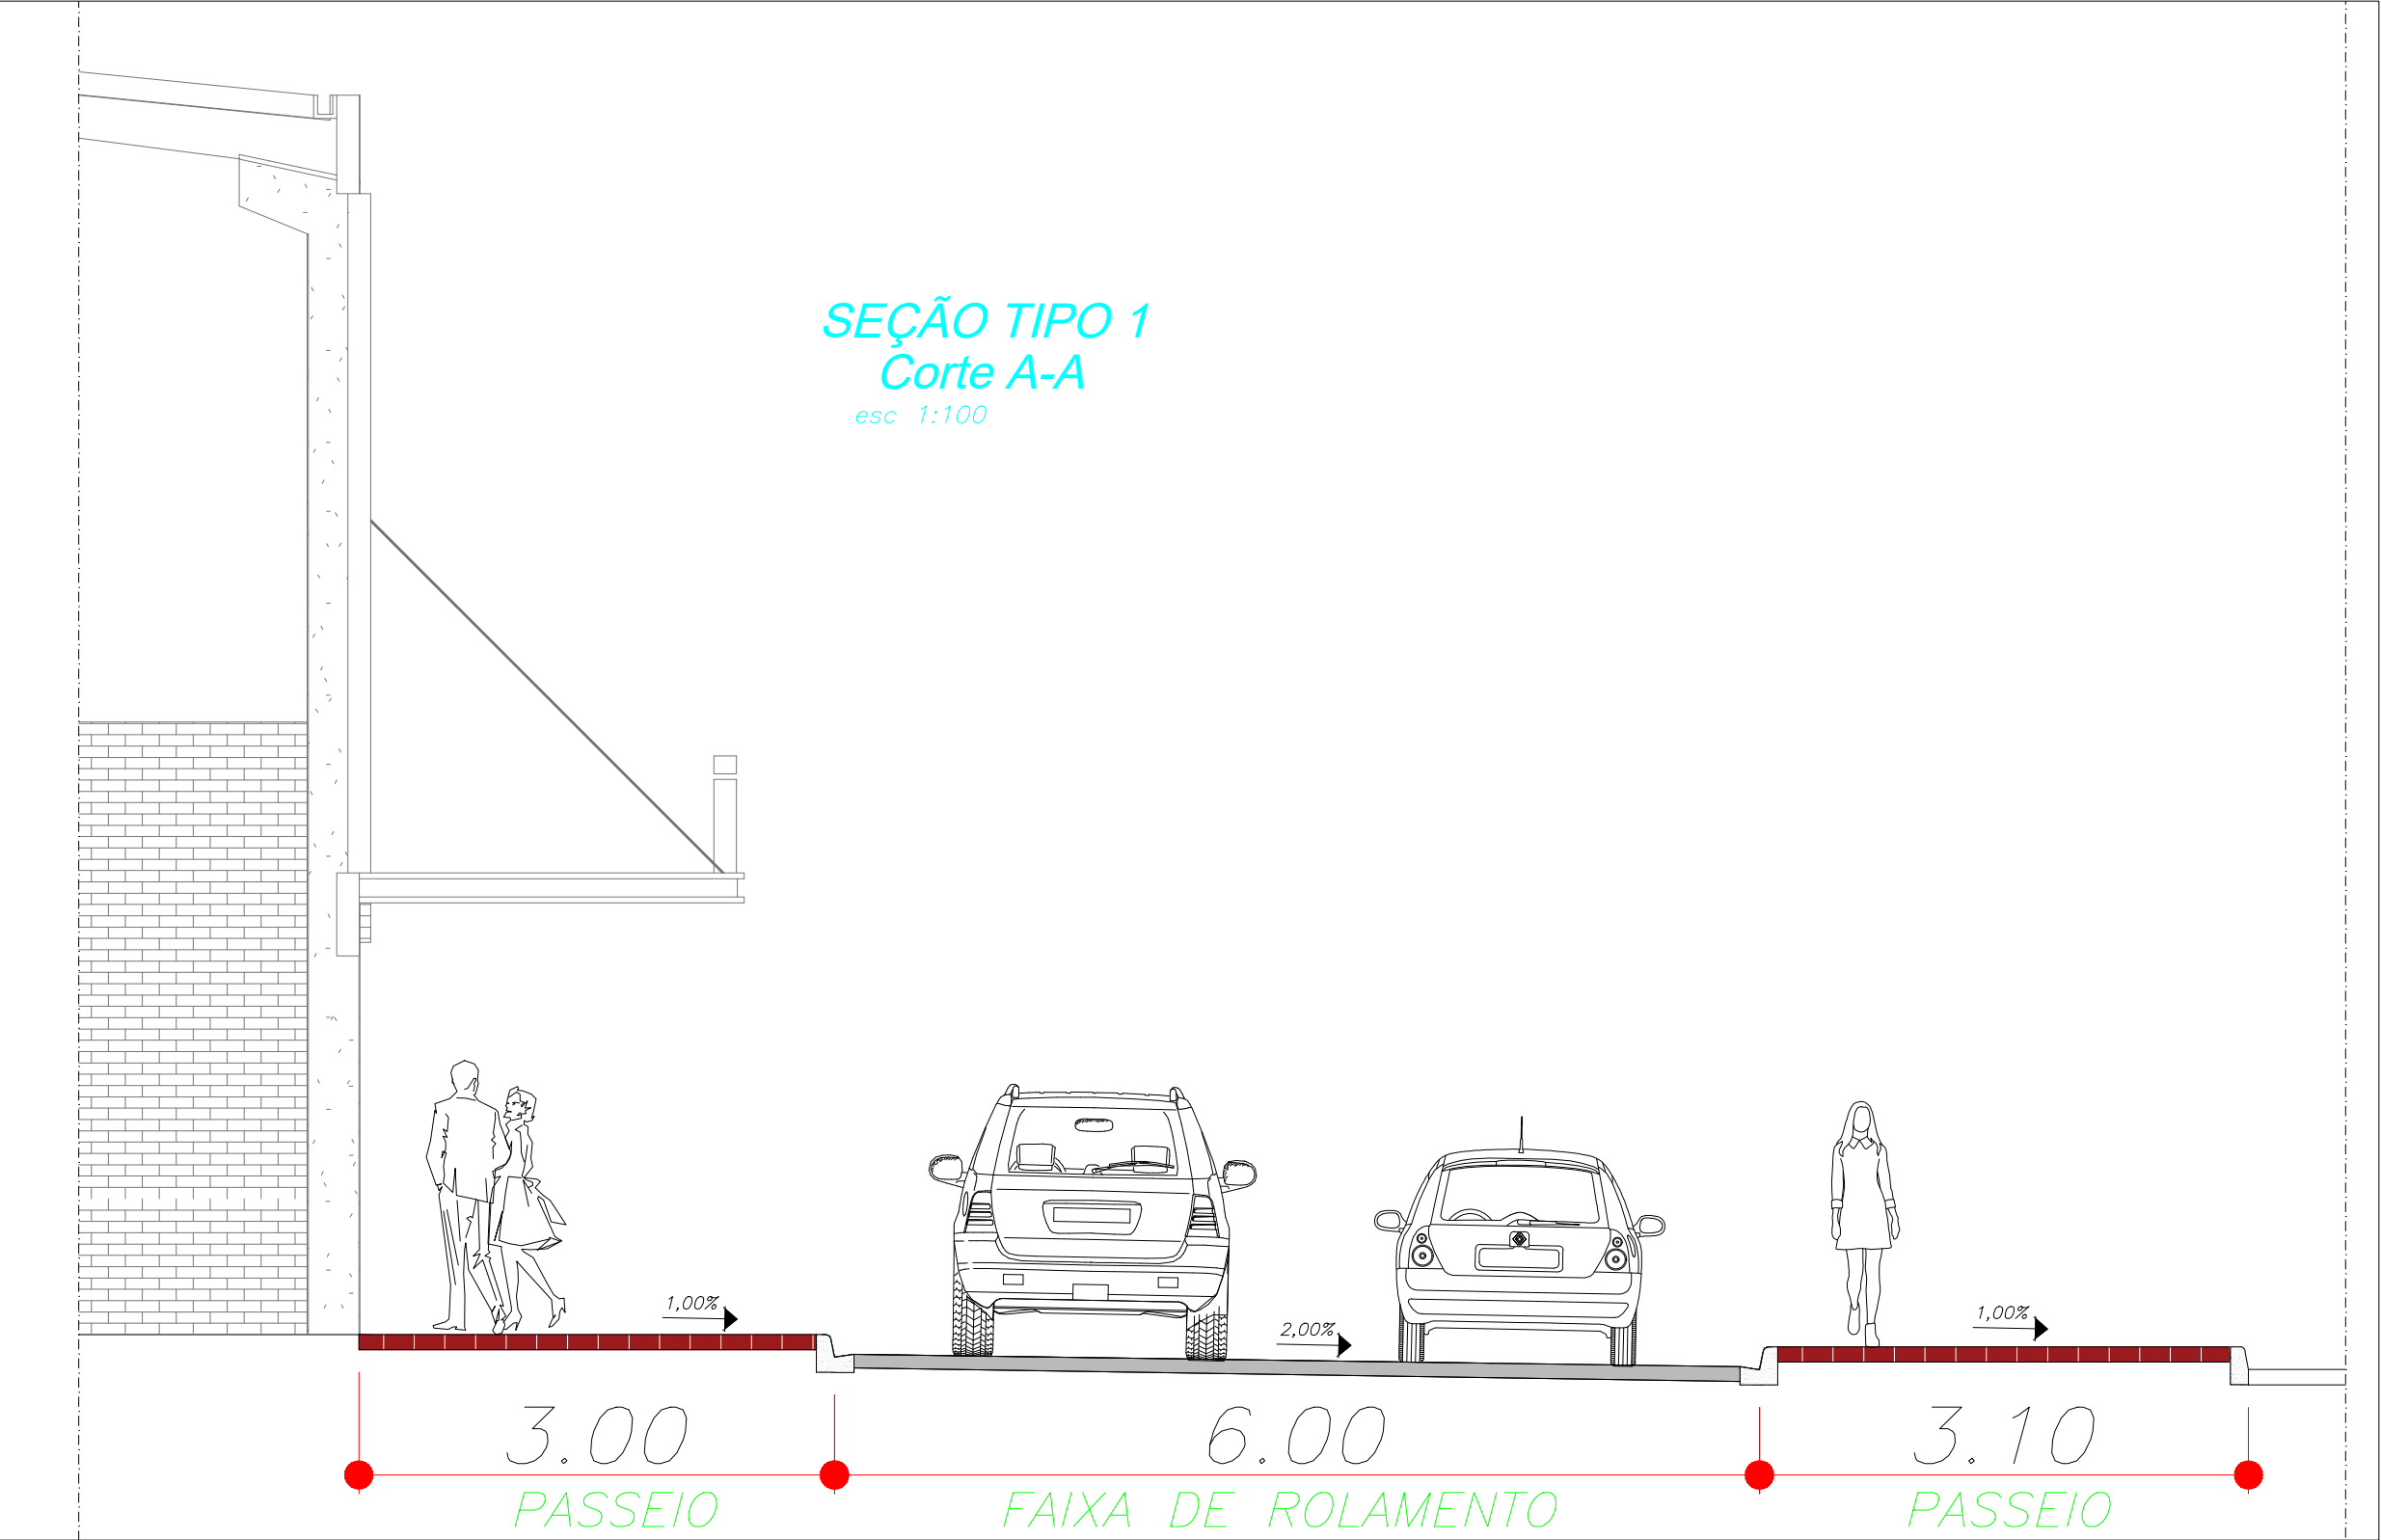 SEÇÃO TIPO 1
Corte A-A
esc 1:100
1,00%
2,00%
1,00%
3.00
6.00
3.10
PASSEIO
FAIXA DE ROLAMENTO
PASSEIO